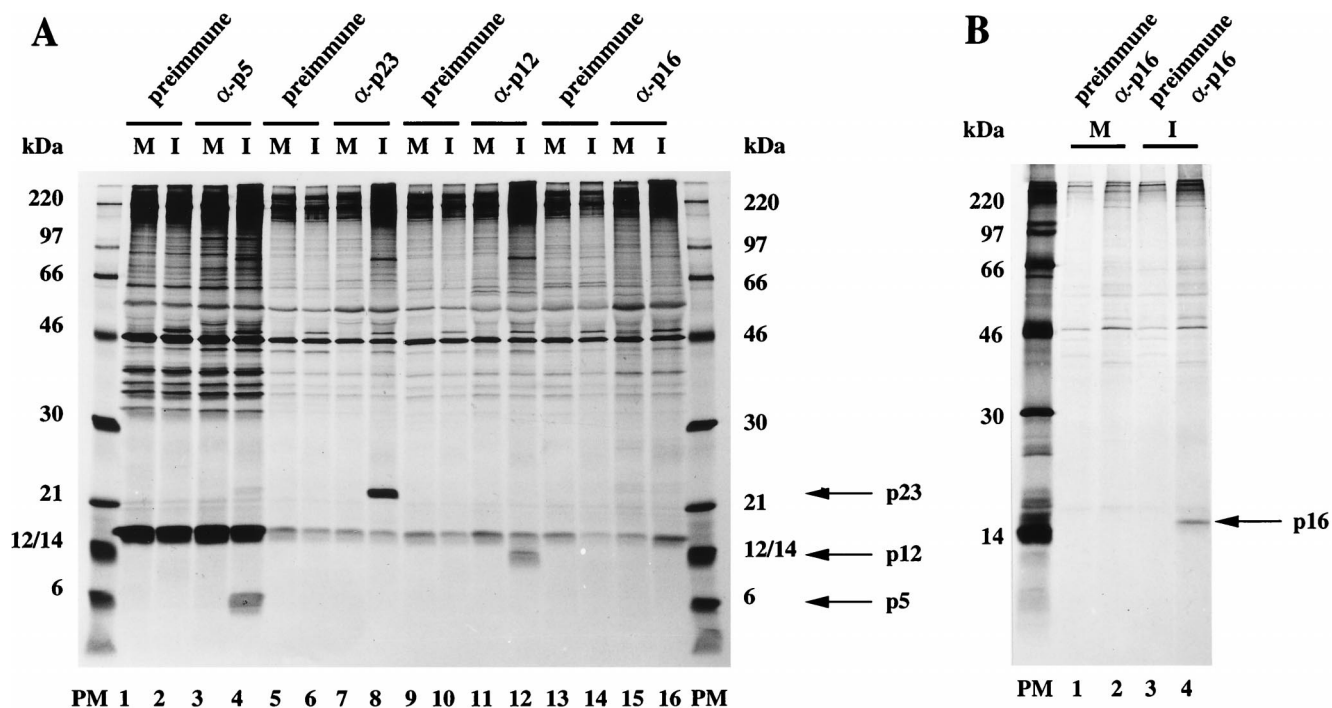 A
preimmune α-p5 preimmune α-p23 preimmune α-p12 preimmune α-p16
kDa M I M I M I M I M I M I M I M I kDa
220 220
97 97
66 66
46 46
30 30
21 21 p23
12/14 12/14 p12
6 6 p5
PM 1 2 3 4 5 6 7 8 9 10 11 12 13 14 15 16 PM
B
preimmune α-p16 preimmune α-p16
kDa M I
220
97
66
46
30
14 p16
PM 1 2 3 4